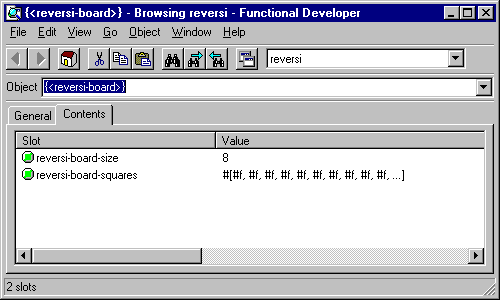 {<reversi-board>} - Browsing reversi - Functional Developer
File Edit View Go Object Window Help
reversi
Object {<reversi-board>}
General Contents
Slot Value
reversi-board-size 8
reversi-board-squares #[#f, #f, #f, #f, #f, #f, #f, #f, #f, #f, ...]
2 slots